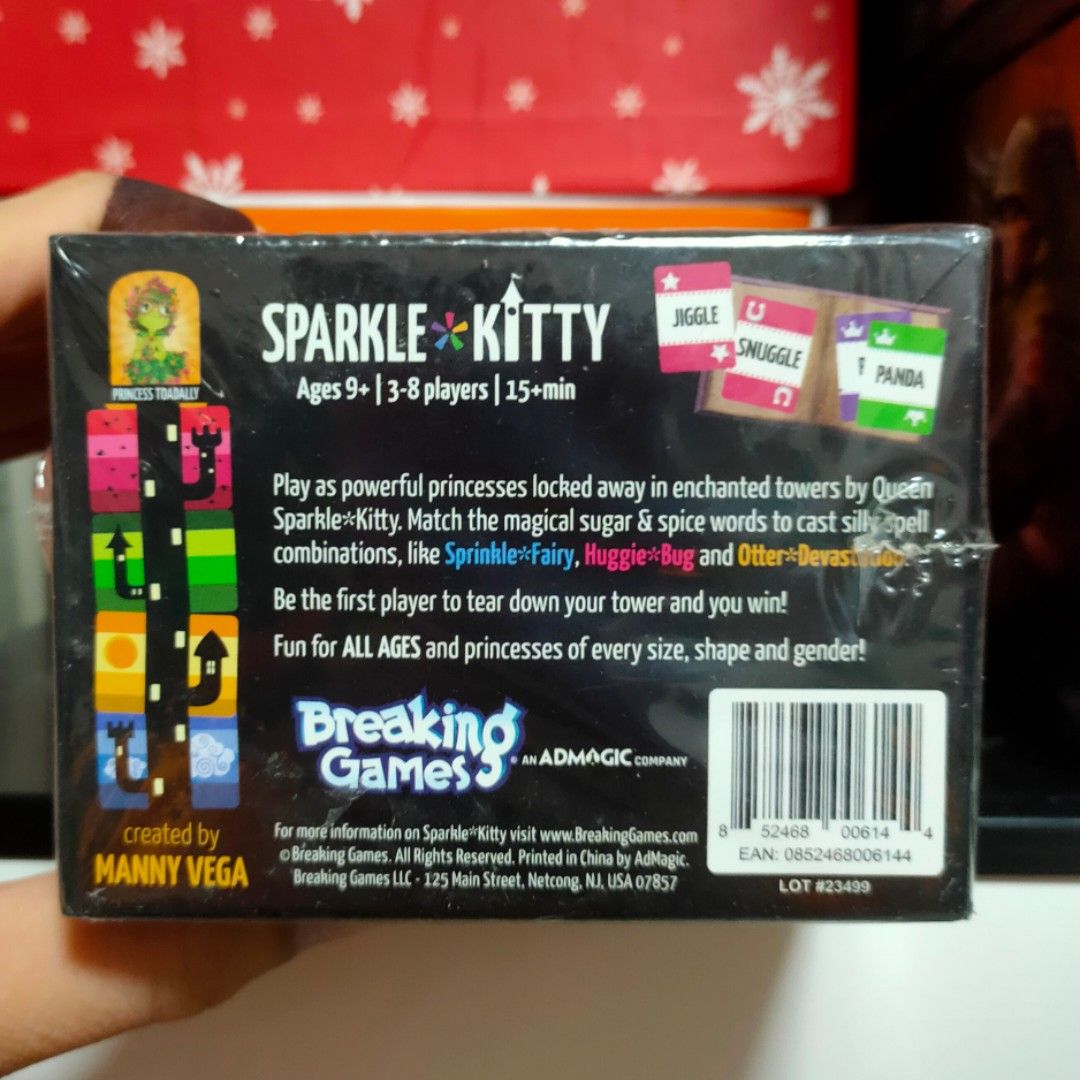 PRINCESS TOADALLY
SPARKLE*KITTY
Ages 9+ | 3-8 players | 15+min
JIGGLE
SNUGGLE
PANDA
Play as powerful princesses locked away in enchanted towers by Queen
Sparkle*Kitty. Match the magical sugar & spice words to cast silly spell
combinations, like Sprinkle*Fairy, Huggie*Bug and
Be the first player to tear down your tower and you win!
Fun for ALL AGES and princesses of every size, shape and gender!
Breaking
Games®
AN ADMAGIC COMPANY
created by
MANNY VEGA
For more information on Sparkle*Kitty visit www.BreakingGames.com
©Breaking Games. All Rights Reserved. Printed in China by AdMagic.
Breaking Games LLC - 125 Main Street, Netcong, NJ, USA 07857
8 52468 00614 4
EAN: 0852468006144
LOT #23499